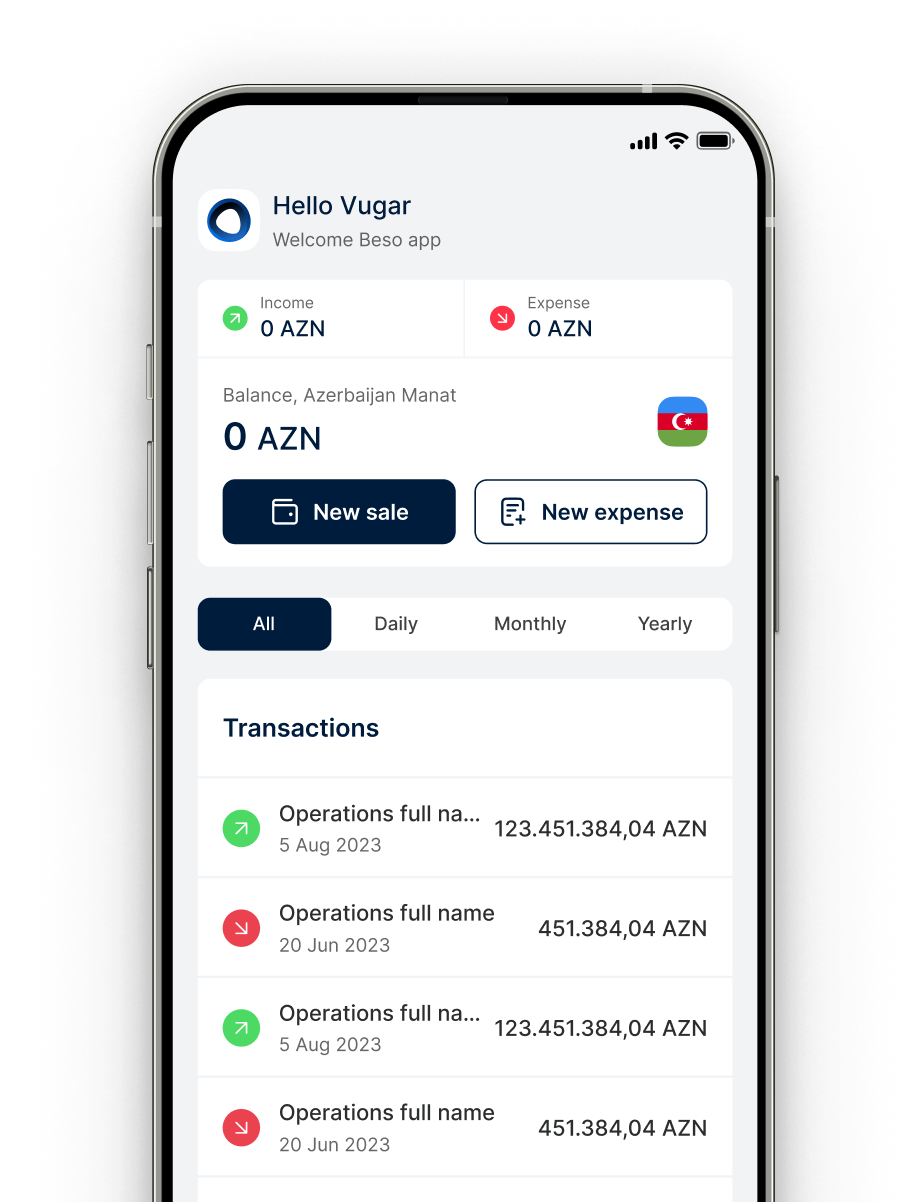 Hello Vugar
Welcome Beso app
Income
0 AZN
Expense
0 AZN
Balance, Azerbaijan Manat
0 AZN
New sale
New expense
All
Daily
Monthly
Yearly
Transactions
Operations full na...
123.451.384,04 AZN
5 Aug 2023
Operations full name
451.384,04 AZN
20 Jun 2023
Operations full na...
123.451.384,04 AZN
5 Aug 2023
Operations full name
451.384,04 AZN
20 Jun 2023